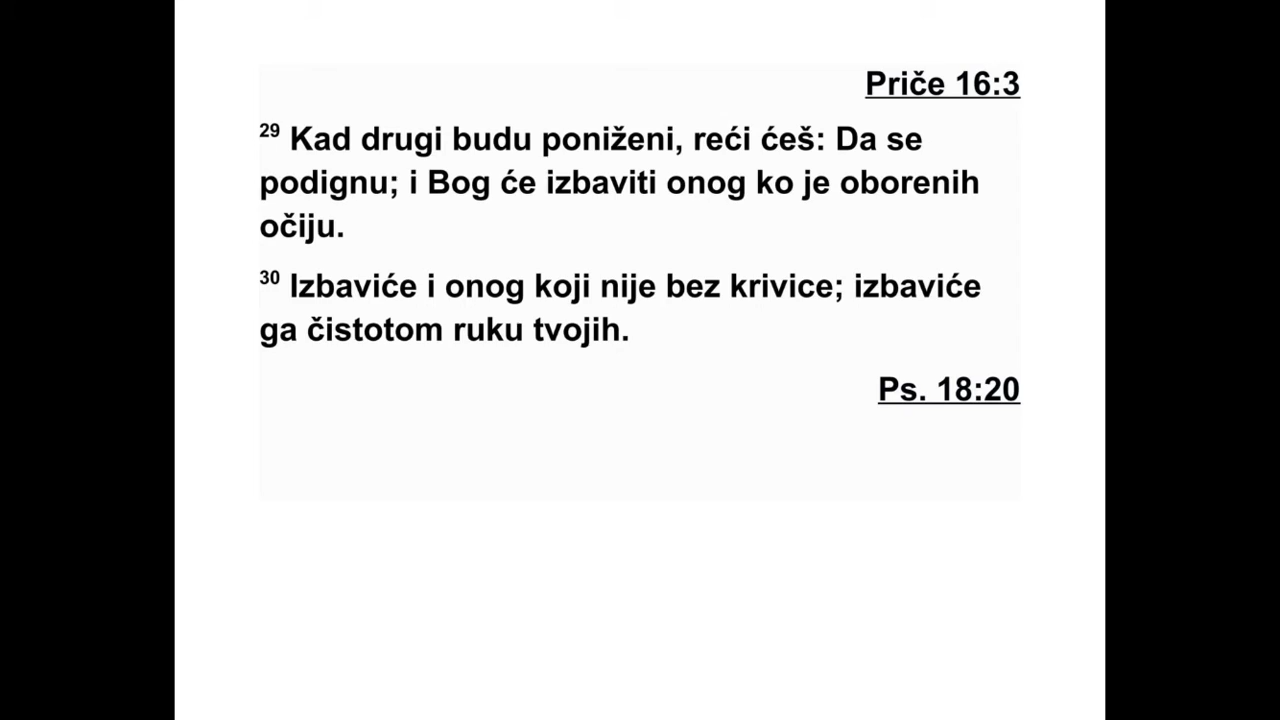 Priče 16:3
29 Kad drugi budu poniženi, reći ćeš: Da se
podignu; i Bog će izbaviti onog ko je oborenih
očiju.
30 Izbaviće i onog koji nije bez krivice; izbaviće
ga čistotom ruku tvojih.
Ps. 18:20